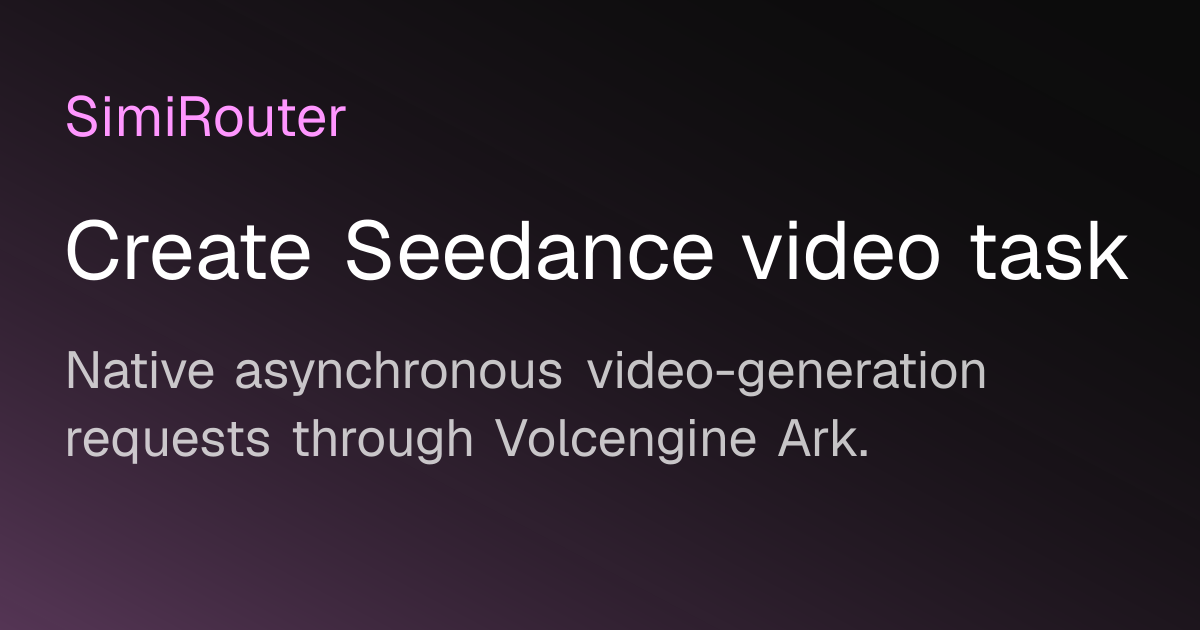 SimiRouter
Create Seedance video task
Native asynchronous video-generation
requests through Volcengine Ark.